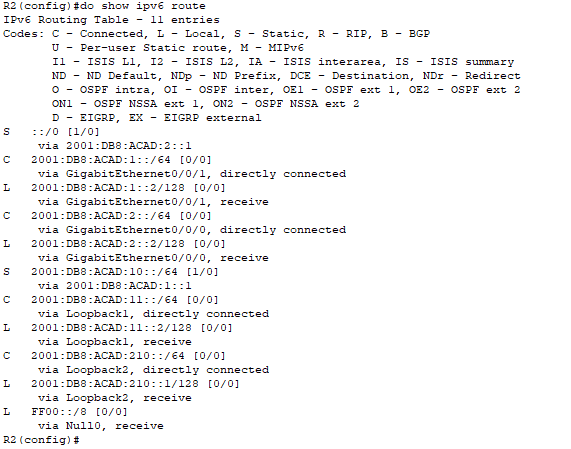 R2(config)#do show ipv6 route
IPv6 Routing Table - 11 entries
Codes: C - Connected, L - Local, S - Static, R - RIP, B - BGP
U - Per-user Static route, M - MIPv6
I1 - ISIS L1, I2 - ISIS L2, IA - ISIS interarea, IS - ISIS summary
ND - ND Default, NDp - ND Prefix, DCE - Destination, NDr - Redirect
O - OSPF intra, OI - OSPF inter, OE1 - OSPF ext 1, OE2 - OSPF ext 2
ON1 - OSPF NSSA ext 1, ON2 - OSPF NSSA ext 2
D - EIGRP, EX - EIGRP external
S ::/0 [1/0]
via 2001:DB8:ACAD:2::1
C 2001:DB8:ACAD:1::/64 [0/0]
via GigabitEthernet0/0/1, directly connected
L 2001:DB8:ACAD:1::2/128 [0/0]
via GigabitEthernet0/0/1, receive
C 2001:DB8:ACAD:2::/64 [0/0]
via GigabitEthernet0/0/0, directly connected
L 2001:DB8:ACAD:2::2/128 [0/0]
via GigabitEthernet0/0/0, receive
S 2001:DB8:ACAD:10::/64 [1/0]
via 2001:DB8:ACAD:1::1
C 2001:DB8:ACAD:11::/64 [0/0]
via Loopback1, directly connected
L 2001:DB8:ACAD:11::2/128 [0/0]
via Loopback1, receive
C 2001:DB8:ACAD:210::/64 [0/0]
via Loopback2, directly connected
L 2001:DB8:ACAD:210::1/128 [0/0]
via Loopback2, receive
L FF00::/8 [0/0]
via Null0, receive
R2(config)#